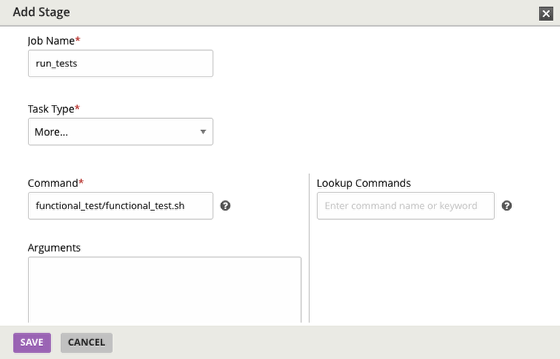 Add Stage
Job Name*
run_tests
Task Type*
More...
Command*
functional_test/functional_test.sh
Lookup Commands
Enter command name or keyword
Arguments
SAVE
CANCEL